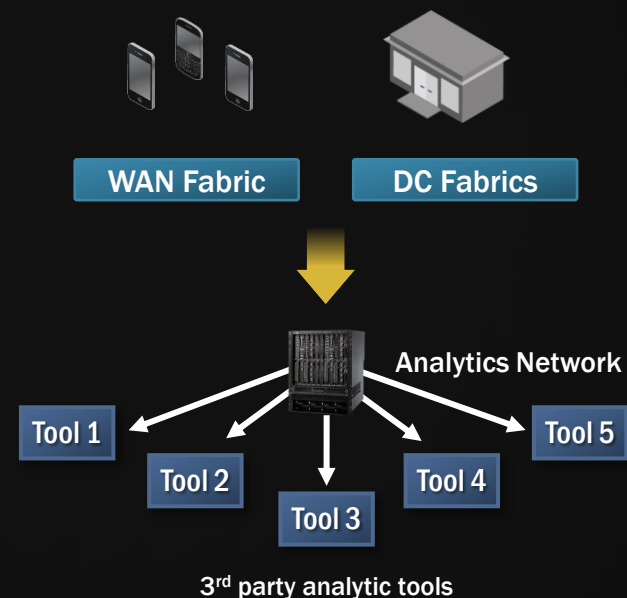 WAN Fabric
DC Fabrics
Analytics Network
Tool 1
Tool 2
Tool 3
Tool 4
Tool 5
3rd party analytic tools